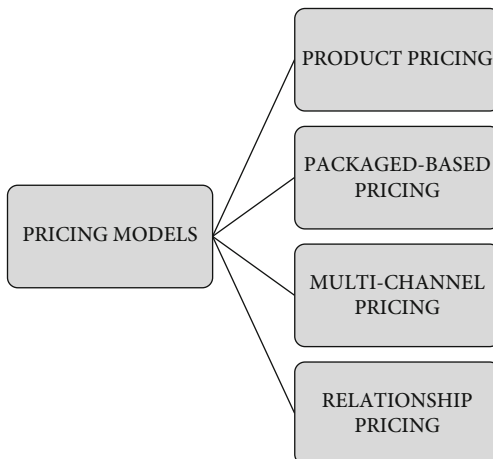 PRODUCT PRICING
PACKAGED-BASED
PRICING
PRICING MODELS
MULTI-CHANNEL
PRICING
RELATIONSHIP
PRICING